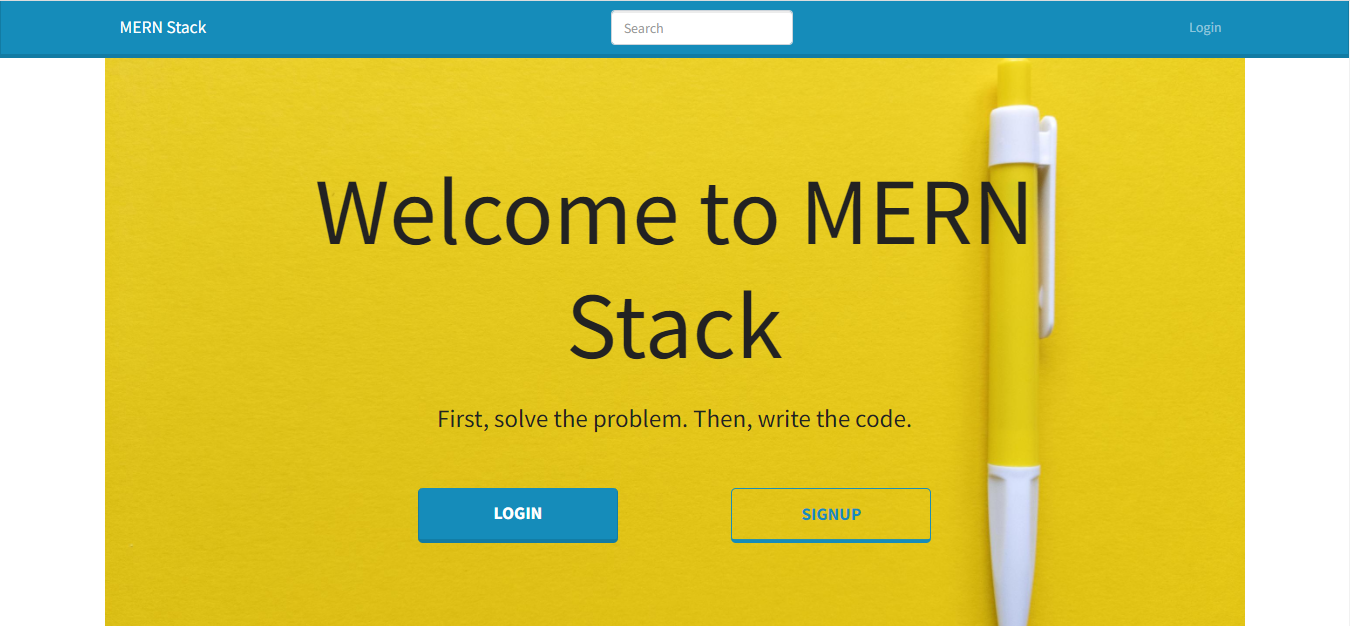 MERN Stack
Search
Login
Welcome to MERN
Stack
First, solve the problem. Then, write the code.
LOGIN
SIGNUP